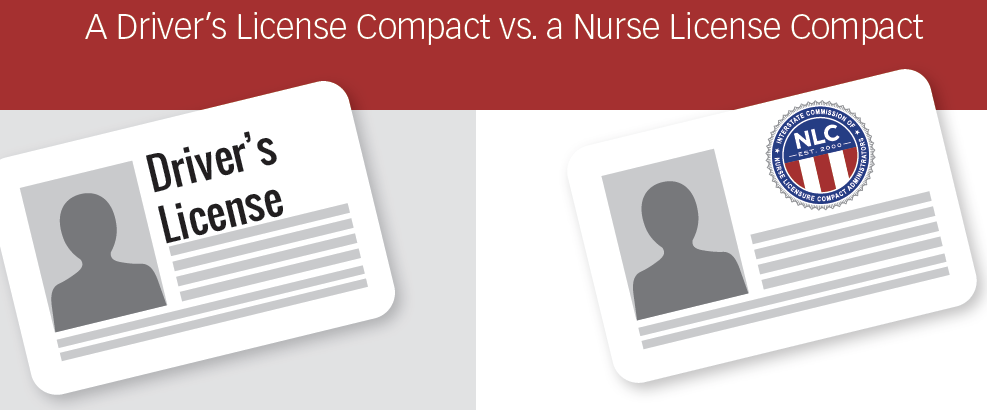 A Driver’s License Compact vs. a Nurse License Compact
Driver’s
License
INTERSTATE COMMISSION OF
NLC
EST. 2000
NURSE LICENSURE COMPACT ADMINISTRATORS